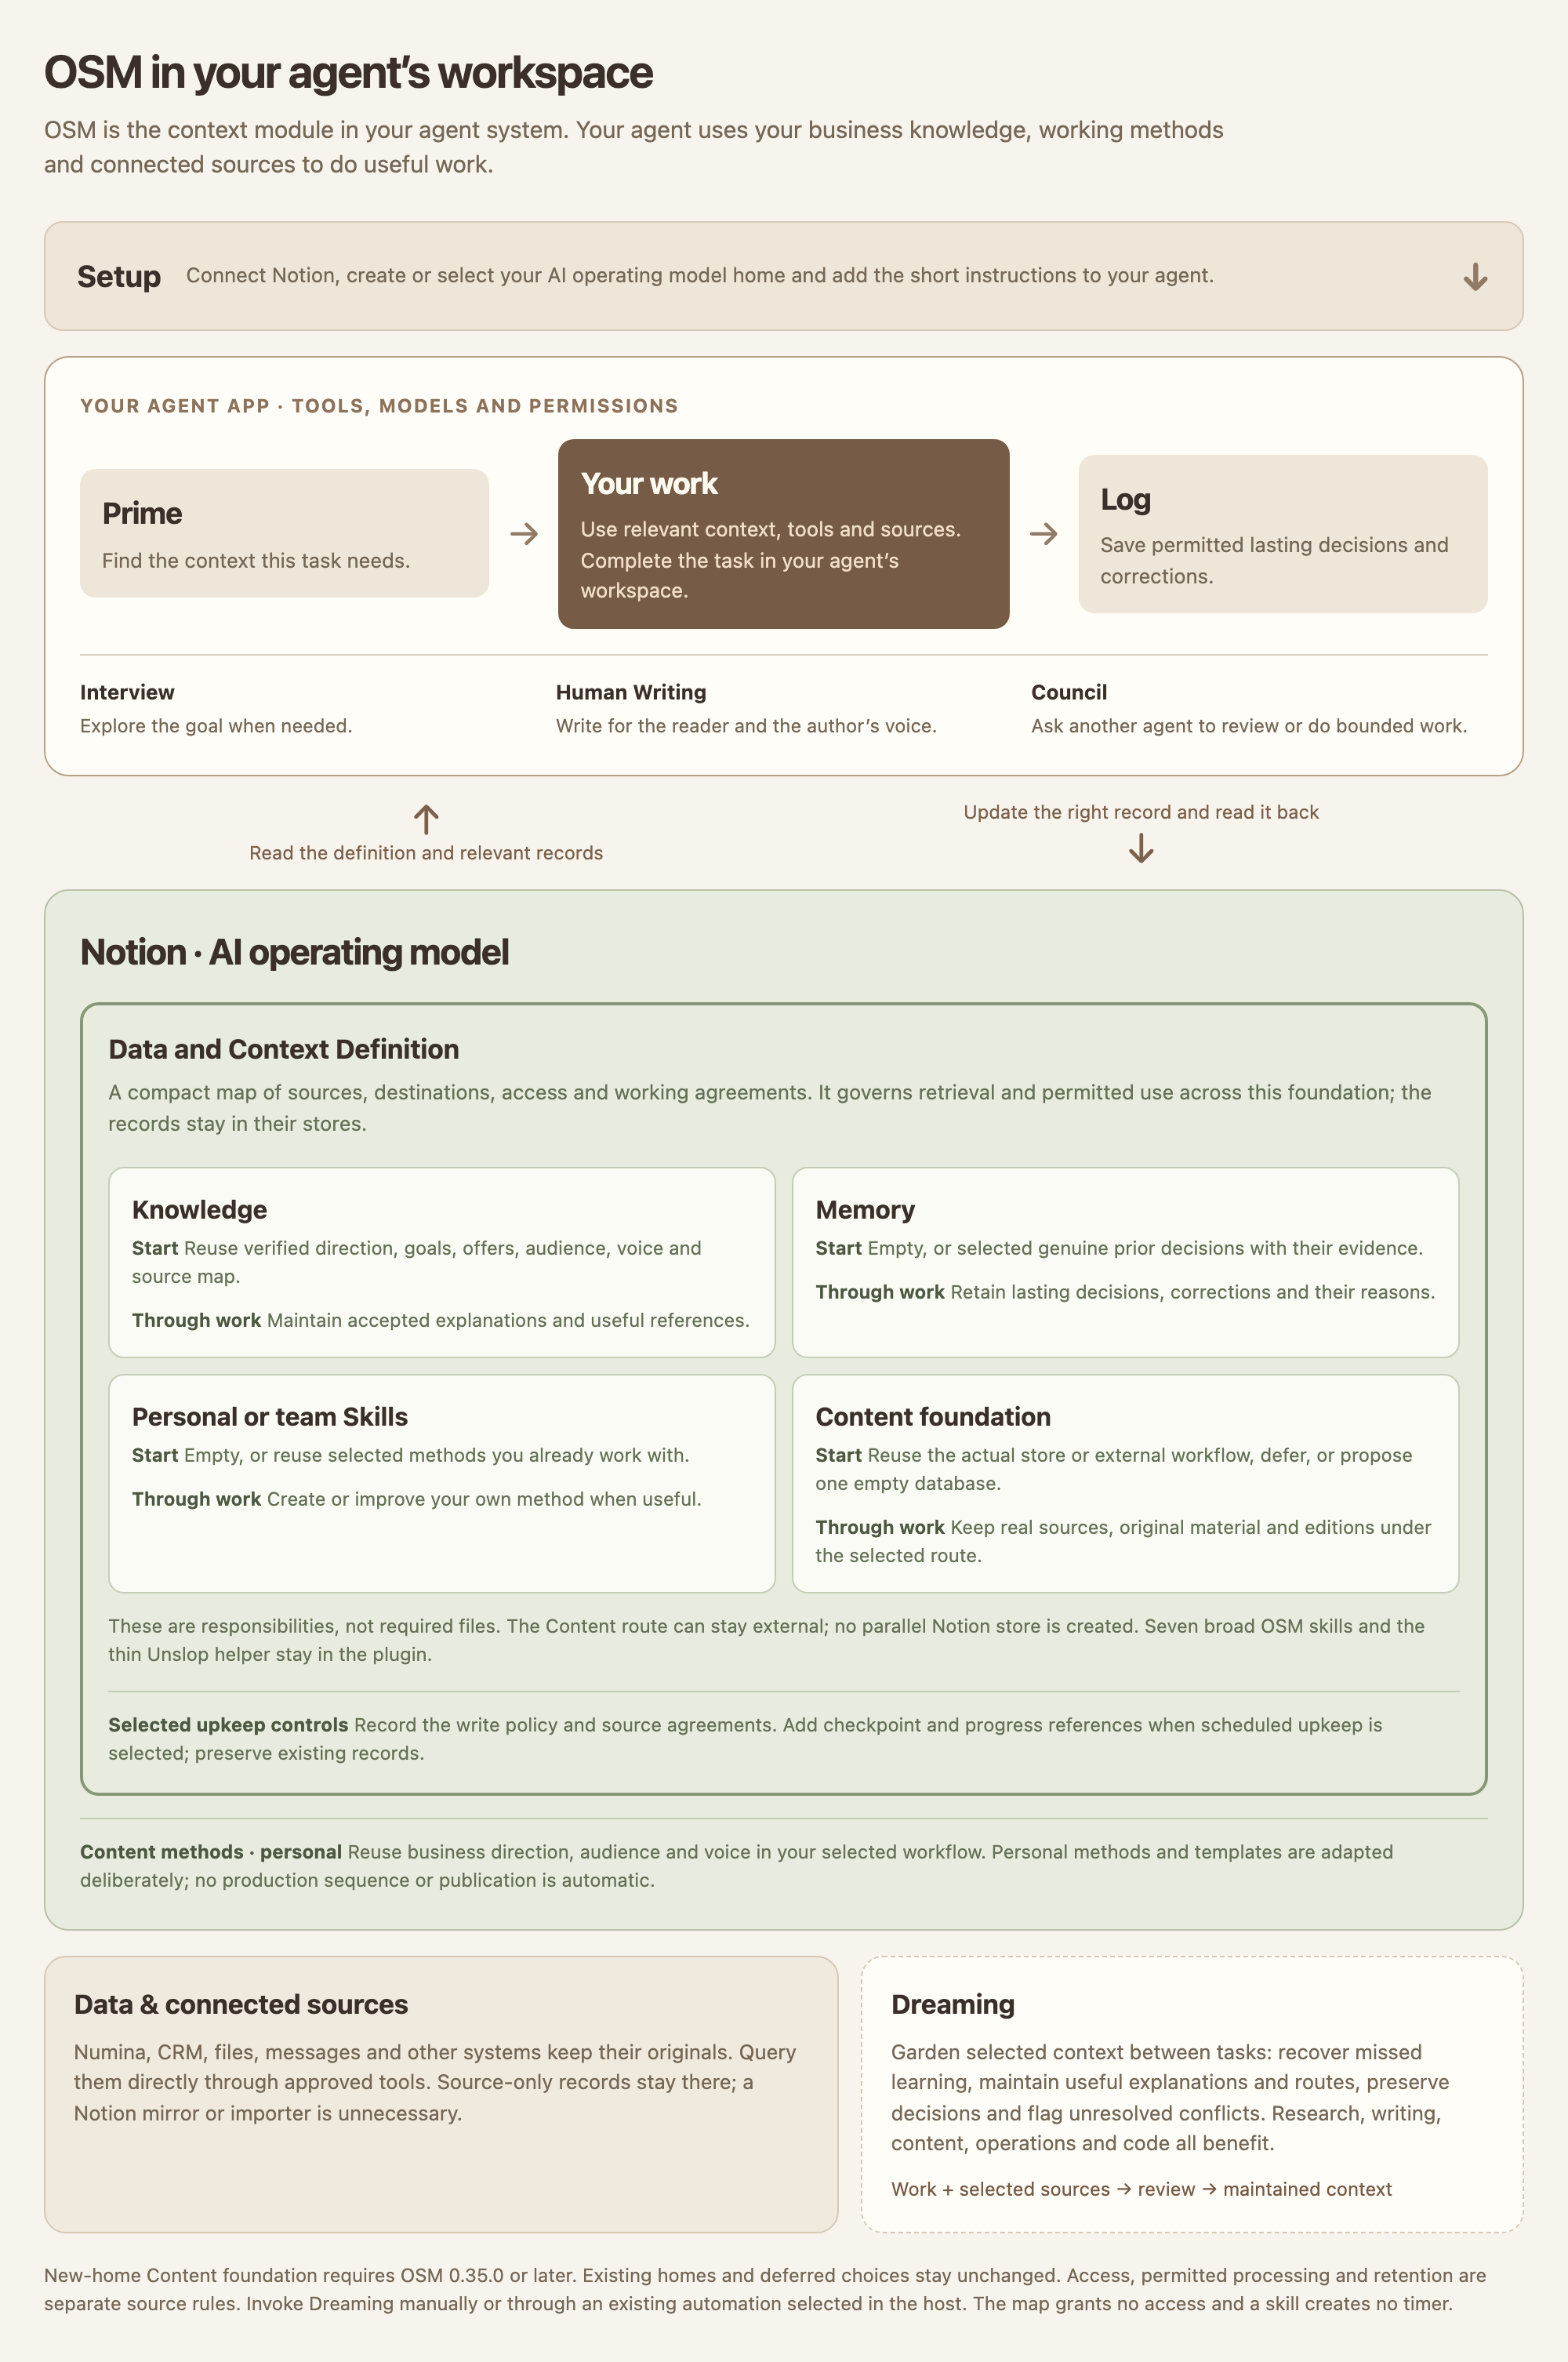 OSM in your agent’s workspace
OSM is the context module in your agent system. Your agent uses your business knowledge, working methods
and connected sources to do useful work.
Setup
Connect Notion, create or select your AI operating model home and add the short instructions to your agent.
YOUR AGENT APP · TOOLS, MODELS AND PERMISSIONS
Prime
Find the context this task needs.
Your work
Use relevant context, tools and sources.
Complete the task in your agent’s
workspace.
Log
Save permitted lasting decisions and
corrections.
Interview
Explore the goal when needed.
Human Writing
Write for the reader and the author’s voice.
Council
Ask another agent to review or do bounded work.
Read the definition and relevant records
Update the right record and read it back
Notion · AI operating model
Data and Context Definition
A compact map of sources, destinations, access and working agreements. It governs retrieval and permitted use across this foundation; the
records stay in their stores.
Knowledge
Start Reuse verified direction, goals, offers, audience, voice and
source map.
Through work Maintain accepted explanations and useful references.
Memory
Start Empty, or selected genuine prior decisions with their evidence.
Through work Retain lasting decisions, corrections and their reasons.
Personal or team Skills
Start Empty, or reuse selected methods you already work with.
Through work Create or improve your own method when useful.
Content foundation
Start Reuse the actual store or external workflow, defer, or propose
one empty database.
Through work Keep real sources, original material and editions under
the selected route.
These are responsibilities, not required files. The Content route can stay external; no parallel Notion store is created. Seven broad OSM skills and the
thin Unslop helper stay in the plugin.
Selected upkeep controls Record the write policy and source agreements. Add checkpoint and progress references when scheduled upkeep is
selected; preserve existing records.
Content methods · personal Reuse business direction, audience and voice in your selected workflow. Personal methods and templates are adapted
deliberately; no production sequence or publication is automatic.
Data & connected sources
Numina, CRM, files, messages and other systems keep their originals. Query
them directly through approved tools. Source-only records stay there; a
Notion mirror or importer is unnecessary.
Dreaming
Garden selected context between tasks: recover missed
learning, maintain useful explanations and routes, preserve
decisions and flag unresolved conflicts. Research, writing,
content, operations and code all benefit.
Work + selected sources → review → maintained context
New-home Content foundation requires OSM 0.35.0 or later. Existing homes and deferred choices stay unchanged. Access, permitted processing and retention are
separate source rules. Invoke Dreaming manually or through an existing automation selected in the host. The map grants no access and a skill creates no timer.